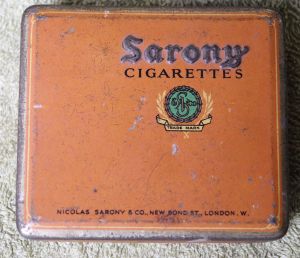 Sarony
CIGARETTES
TRADE MARK
NICOLAS SARONY & CO., NEW BOND ST., LONDON. W.